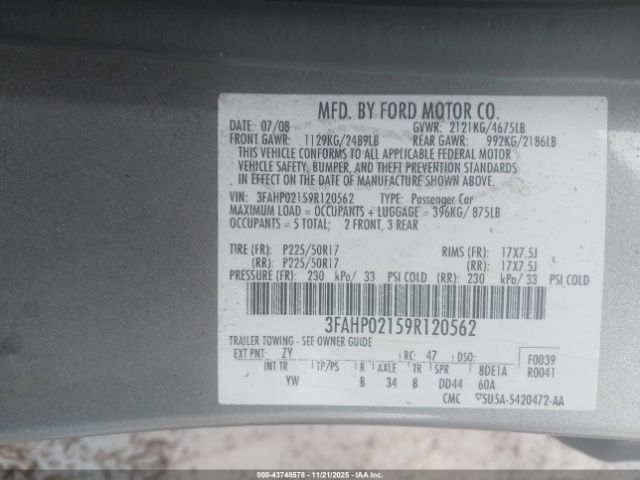 MFD. BY FORD MOTOR CO.
DATE: 07/08 GVWR: 2121KG/4675LB
FRONT GAWR: 1129KG/2489LB REAR GAWR: 992KG/2186LB
THIS VEHICLE CONFORMS TO ALL APPLICABLE FEDERAL MOTOR
VEHICLE SAFETY, BUMPER, AND THEFT PREVENTION STANDARDS
IN EFFECT ON THE DATE OF MANUFACTURE SHOWN ABOVE.
VIN: 3FAHP02159R120562 TYPE: Passenger Car
MAXIMUM LOAD = OCCUPANTS + LUGGAGE = 396KG/ 875LB
OCCUPANTS = 5 TOTAL; 2 FRONT, 3 REAR
TIRE (FR): P225/50R17 RIMS (FR): 17X7.5J
(RR): P225/50R17 (RR): 17X7.5J
PRESSURE (FR): 230 kPa/ 33 PSI COLD (RR): 230 kPa/ 33 PSI COLD
3FAHP02159R120562
TRAILER TOWING - SEE OWNER GUIDE
EXT PNT: ZY RC: 47 DSO: F0039
INT TR TP/PS R AXLE TR SPR 8DE1A R0041
YW B 34 B DD44 60A
CMC ▽5U5A-5420472-AA
000-43748578 - 11/21/2025 - IAAI.COM